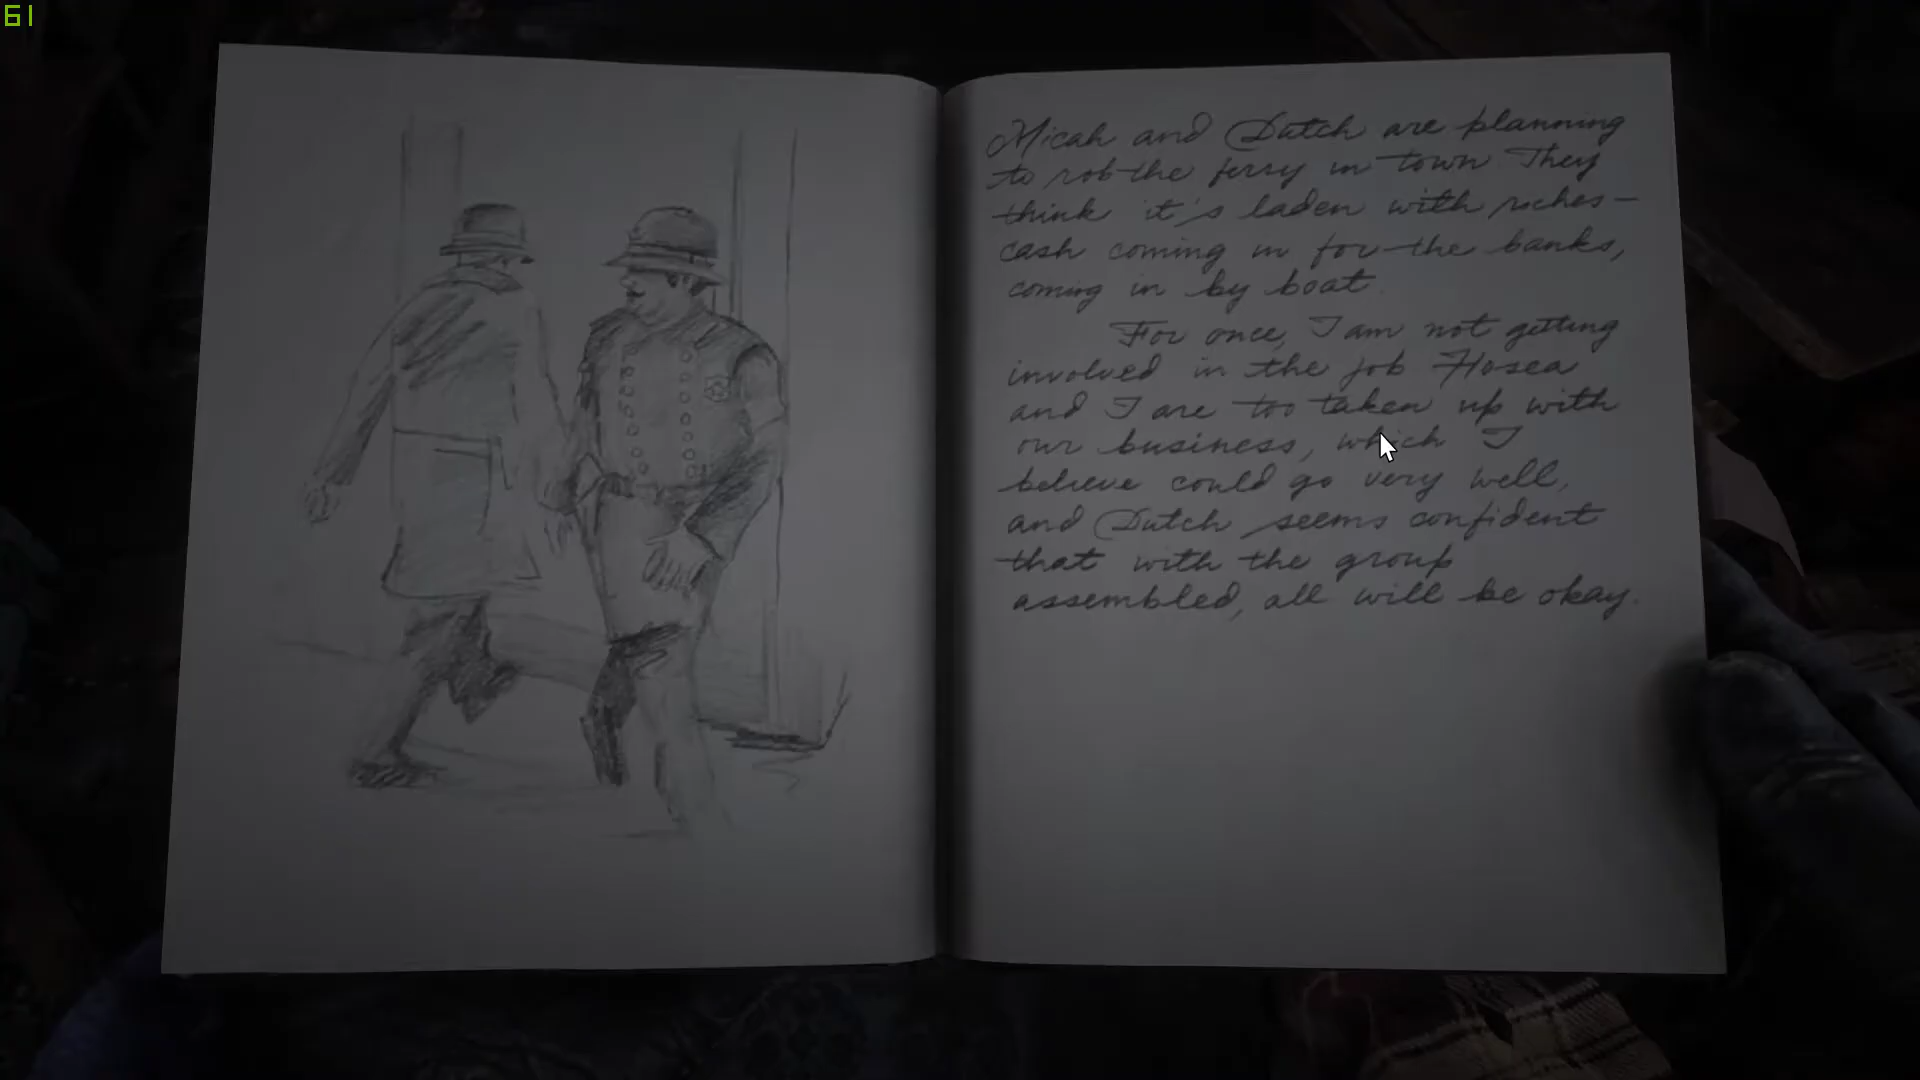 61
Micah and Dutch are planning
to rob the ferry in town They
think it's laden with riches—
cash coming in for the banks,
coming in by boat.
For once, I am not getting
involved in the job Hosea
and I are too taken up with
our business, which I
believe could go very well,
and Dutch seems confident
that with the group
assembled, all will be okay.